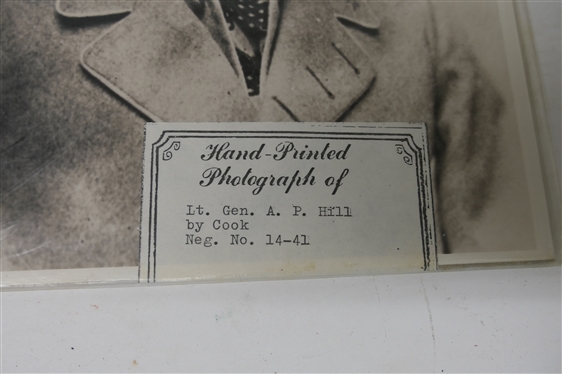 Hand-Printed
Photograph of
Lt. Gen. A. P. Hill
by Cook
Neg. No. 14-41